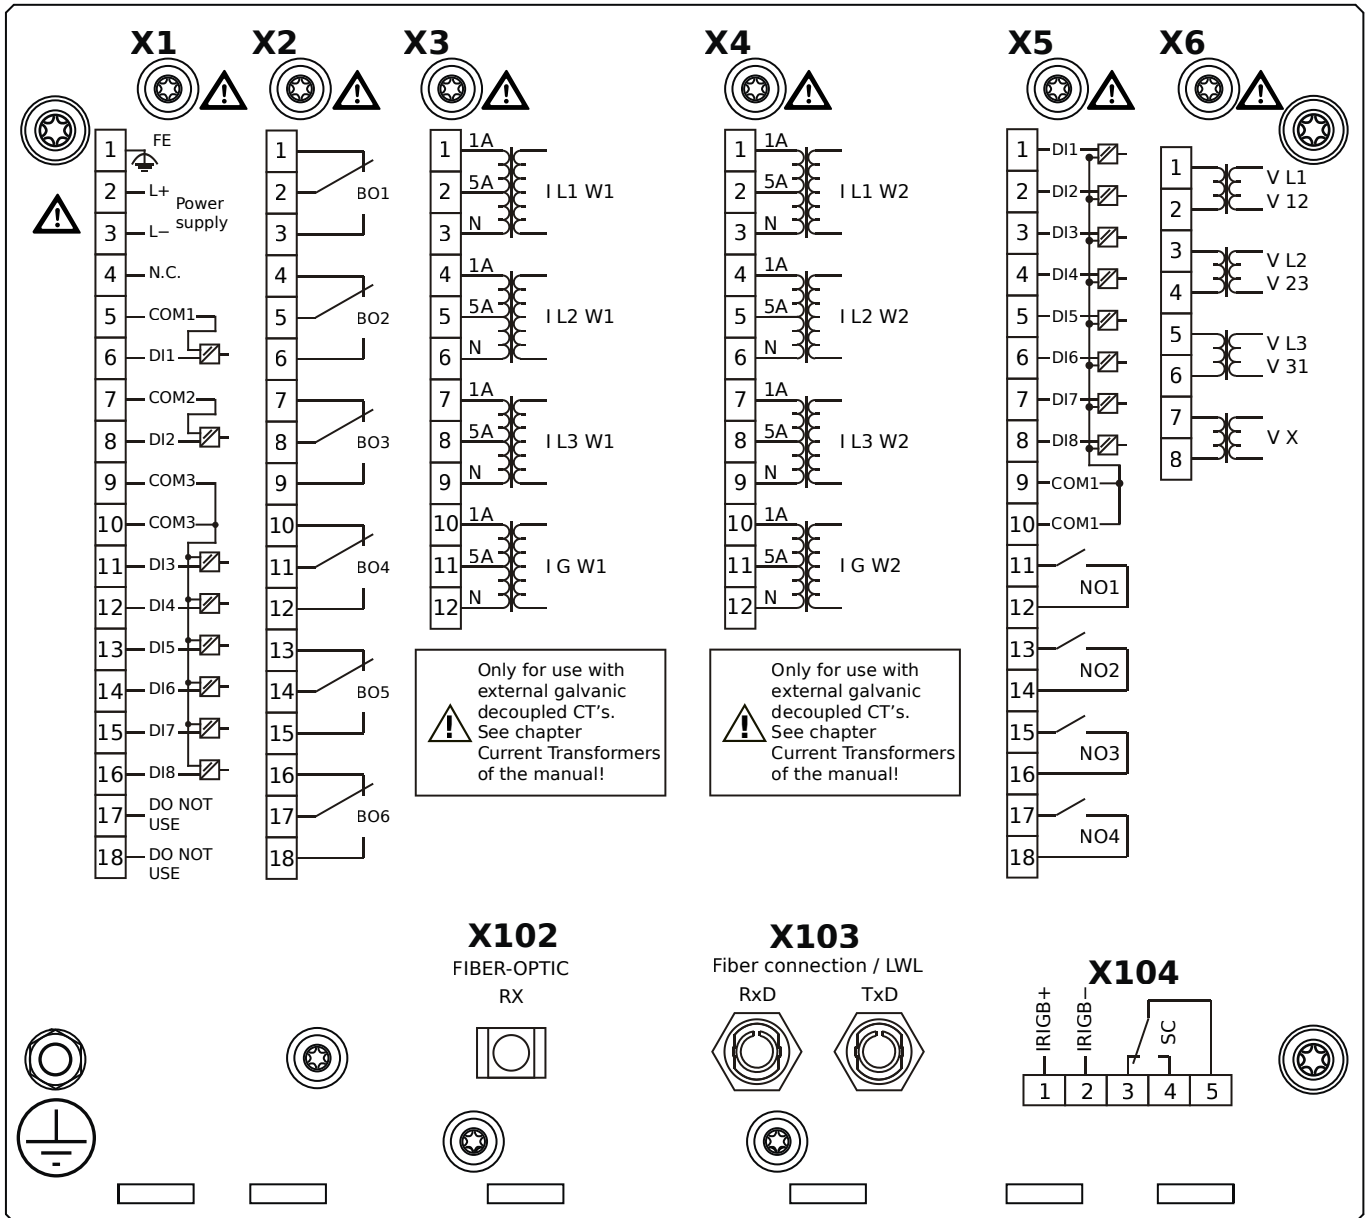 X1
X2
X3
X4
X5
X6
1
FE
2
L+
Power
supply
3
L−
4
N.C.
5
COM1
6
DI1
7
COM2
8
DI2
9
COM3
10
COM3
11
DI3
12
DI4
13
DI5
14
DI6
15
DI7
16
DI8
17
DO NOT
USE
18
DO NOT
USE
1
2
BO1
3
4
5
BO2
6
7
8
BO3
9
10
11
BO4
12
13
14
BO5
15
16
17
BO6
18
1
1A
2
5A
I L1 W1
3
N
4
1A
5
5A
I L2 W1
6
N
7
1A
8
5A
I L3 W1
9
N
10
1A
11
5A
I G W1
12
N
Only for use with
external galvanic
decoupled CT's.
See chapter
Current Transformers
of the manual!
1
1A
2
5A
I L1 W2
3
N
4
1A
5
5A
I L2 W2
6
N
7
1A
8
5A
I L3 W2
9
N
10
1A
11
5A
I G W2
12
N
Only for use with
external galvanic
decoupled CT's.
See chapter
Current Transformers
of the manual!
1
DI1
2
DI2
3
DI3
4
DI4
5
DI5
6
DI6
7
DI7
8
DI8
9
COM1
10
COM1
11
NO1
12
13
NO2
14
15
NO3
16
17
NO4
18
1
V L1
2
V 12
3
V L2
4
V 23
5
V L3
6
V 31
7
V X
8
X102
FIBER-OPTIC
RX
X103
Fiber connection / LWL
RxD
TxD
X104
IRIGB+
IRIGB−
SC
1 2 3 4 5